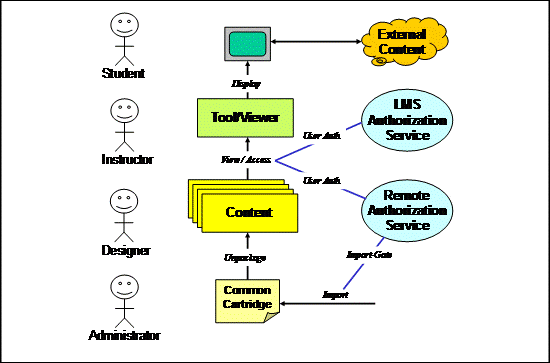 Student
External
Content
Display
Tool/Viewer
LMS
Authorization
Service
User Auth.
Instructor
View / Access
User Auth.
Content
Remote
Authorization
Service
Designer
Unpackage
Import Gate
Common
Cartridge
Import
Administrator